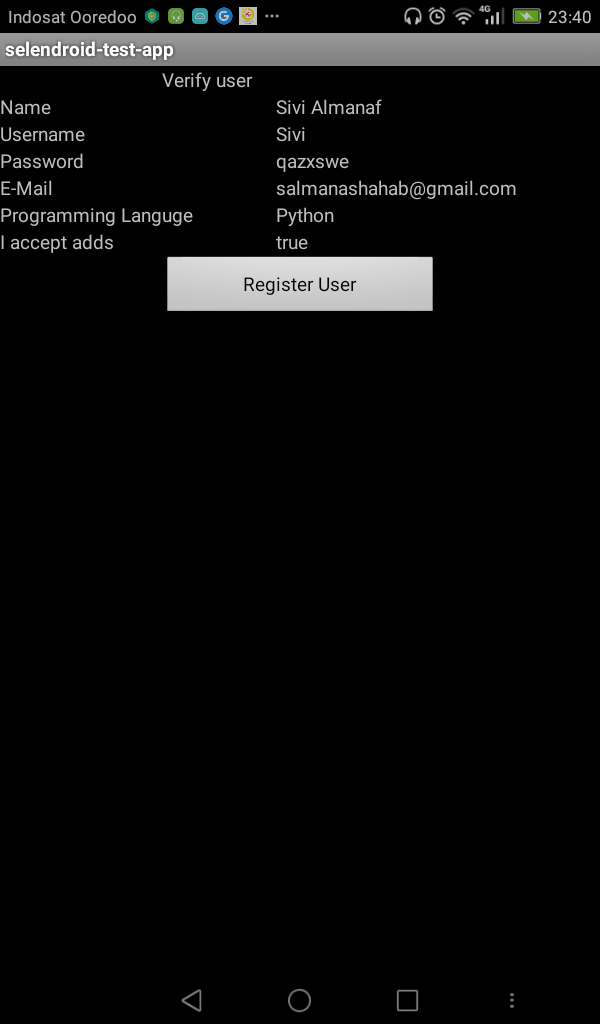 Indosat Ooredoo 4G 23:40
selendroid-test-app
Verify user
Name Sivi Almanaf
Username Sivi
Password qazxswe
E-Mail salmanashahab@gmail.com
Programming Languge Python
I accept adds true
Register User